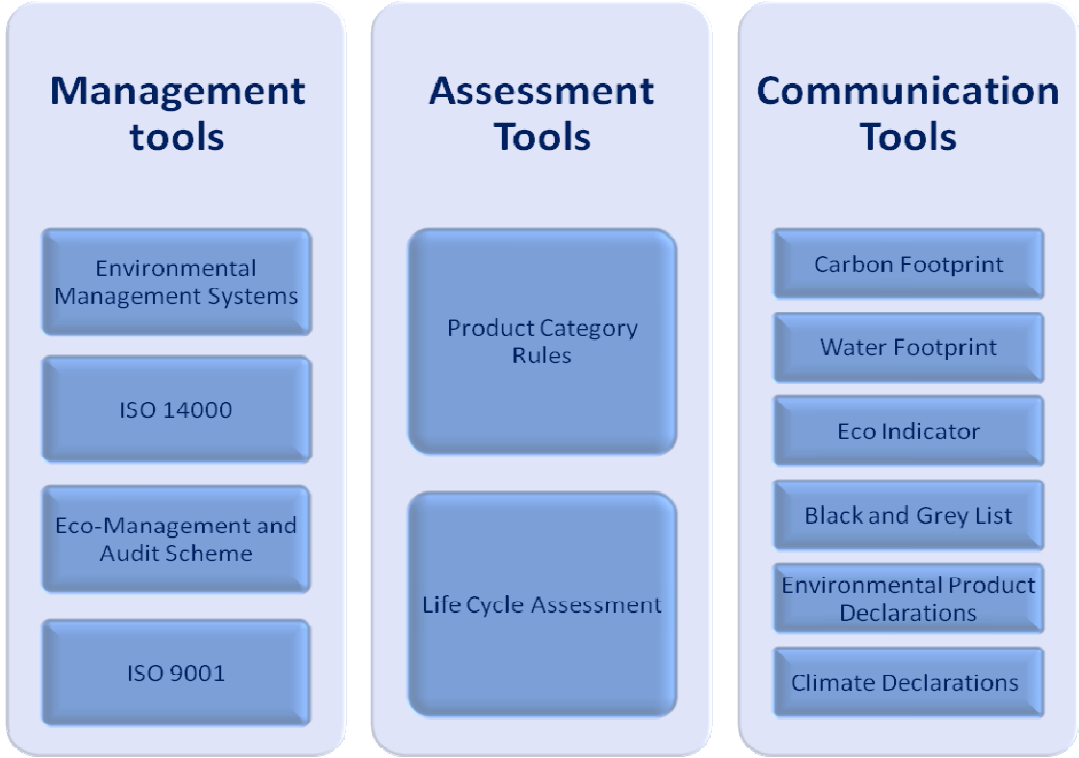 Management
tools
Environmental
Management Systems
ISO 14000
Eco-Management and
Audit Scheme
ISO 9001
Assessment
Tools
Product Category
Rules
Life Cycle Assessment
Communication
Tools
Carbon Footprint
Water Footprint
Eco Indicator
Black and Grey List
Environmental Product
Declarations
Climate Declarations